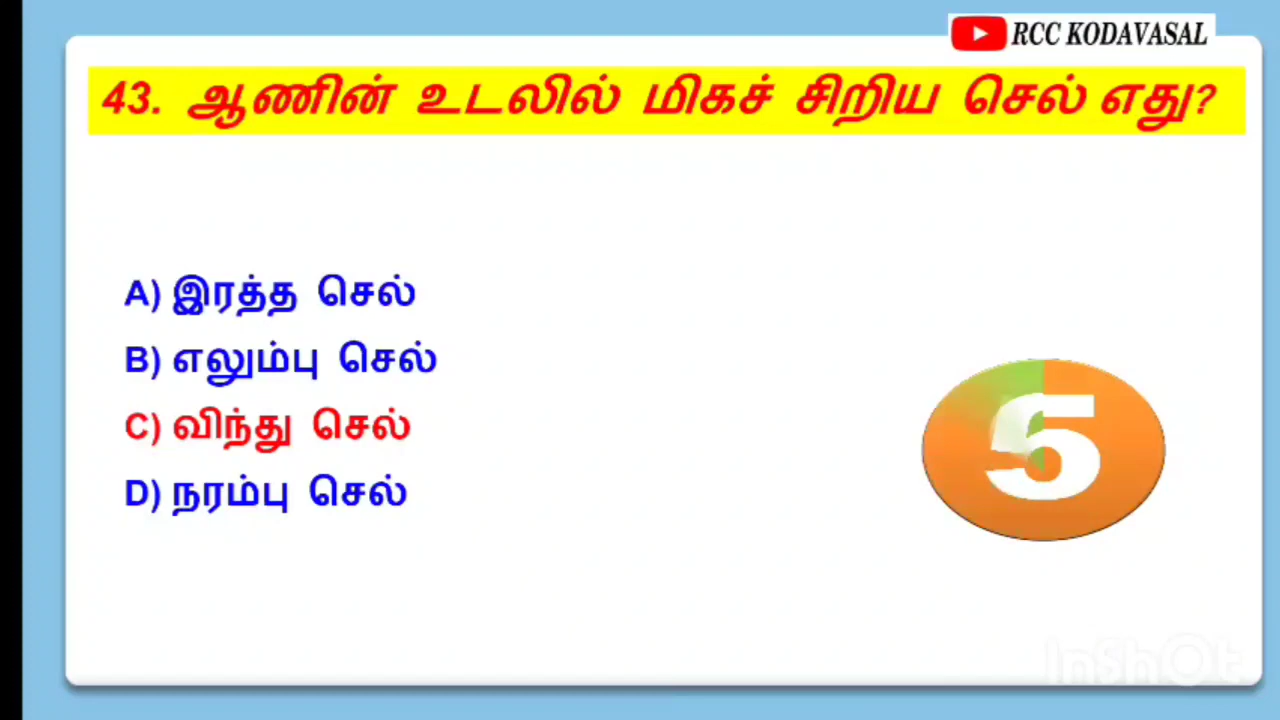 RCC KODAVASAL
43. ஆணின் உடலில் மிகச் சிறிய செல் எது?
A) இரத்த செல்
B) எலும்பு செல்
C) விந்து செல்
D) நரம்பு செல்
5
InShOt